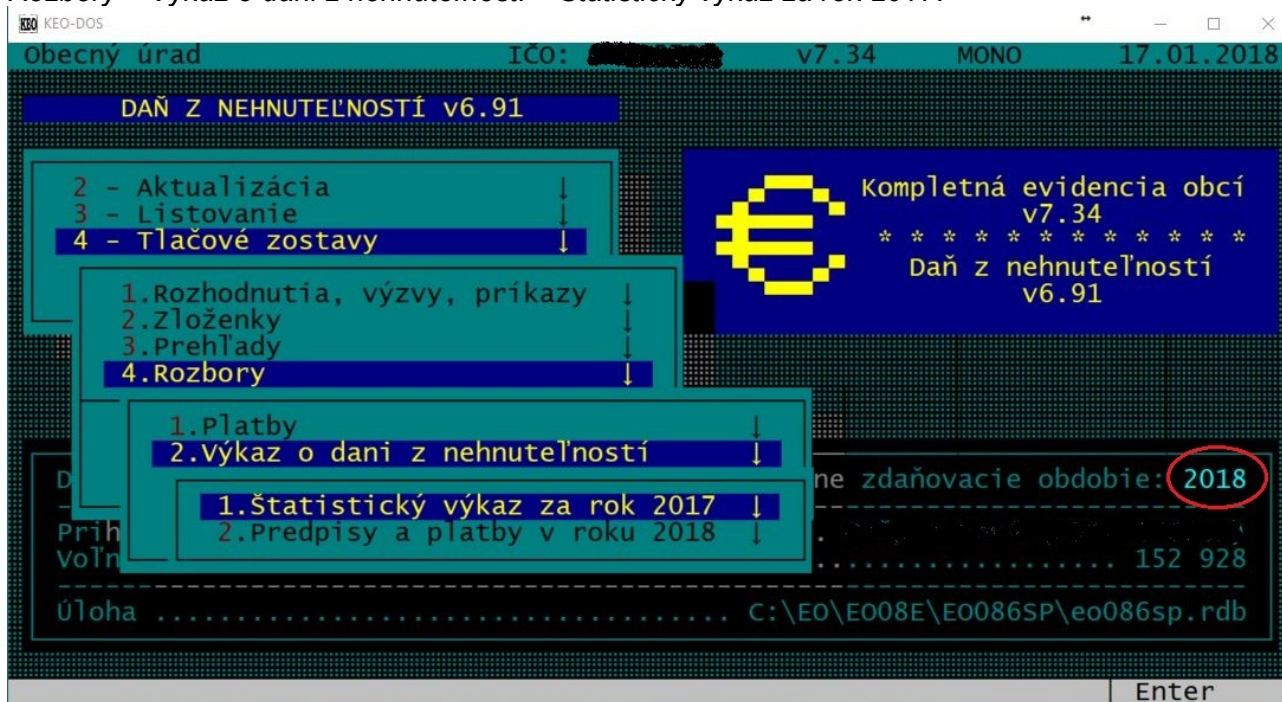 KEO KEO-DOS
Obecný úrad IČO: v7.34 MONO 17.01.2018
DAŇ Z NEHNUTEĽNOSTÍ v6.91
2 - Aktualizácia ↓
3 - Listovanie ↓
4 - Tlačové zostavy ↓
Kompletná evidencia obcí
v7.34
* * * * * * * * * * * *
Daň z nehnuteľností
v6.91
1.Rozhodnutia, výzvy, príkazy ↓
2.Zloženky ↓
3.Prehľady ↓
4.Rozbory ↓
1.Platby ↓
2.Výkaz o dani z nehnuteľností ↓
zdaňovacie obdobie: 2018
1.Štatistický výkaz za rok 2017 ↓
2.Predpisy a platby v roku 2018 ↓
152 928
Úloha .................................... C:\EO\EO08E\EO086SP\eo086sp.rdb
Enter